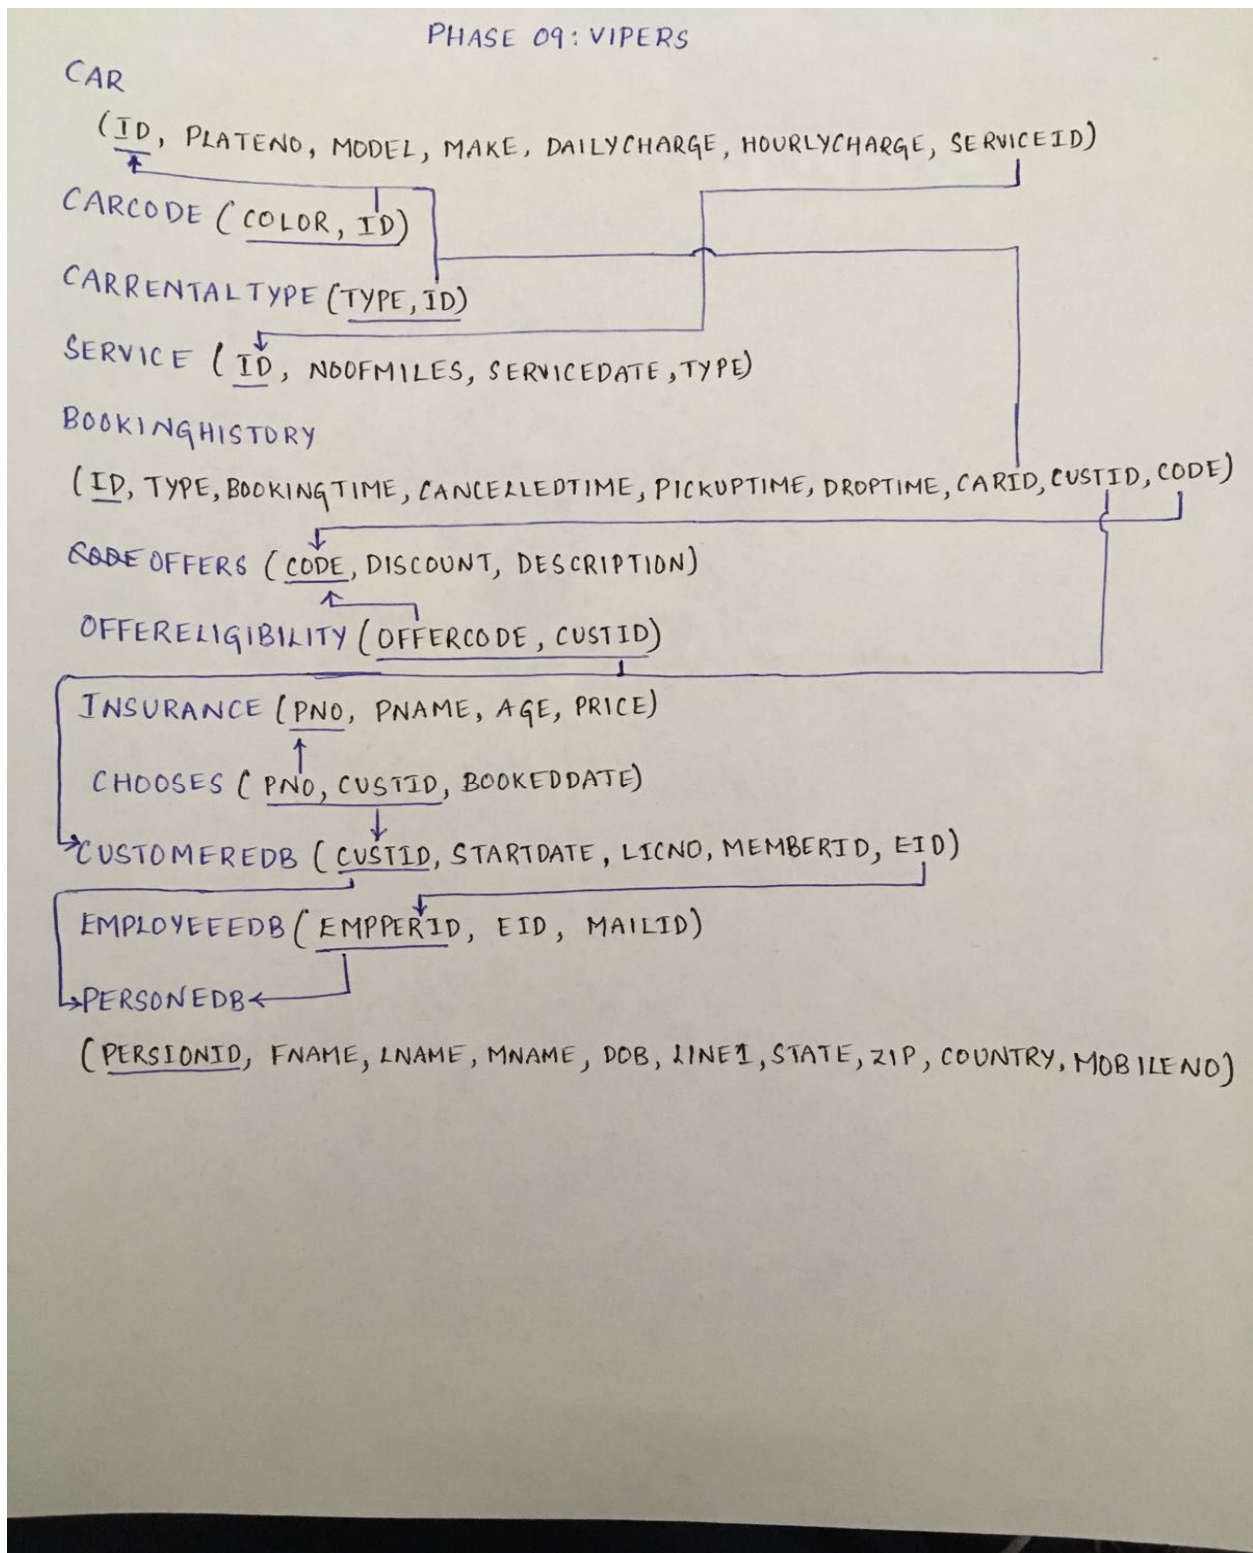 PHASE 09: VIPERS
CAR
(ID, PLATENO, MODEL, MAKE, DAILYCHARGE, HOURLYCHARGE, SERVICEID)
CARCODE (COLOR, ID)
CARRENTALTYPE (TYPE, ID)
SERVICE (ID, NOOFMILES, SERVICEDATE, TYPE)
BOOKINGHISTORY
(ID, TYPE, BOOKINGTIME, CANCELLEDTIME, PICKUPTIME, DROPTIME, CARID, CUSTID, CODE)
CODE OFFERS (CODE, DISCOUNT, DESCRIPTION)
OFFERELIGIBILITY (OFFERCODE, CUSTID)
INSURANCE (PNO, PNAME, AGE, PRICE)
CHOOSES (PNO, CUSTID, BOOKEDDATE)
CUSTOMEREDB (CUSTID, STARTDATE, LICNO, MEMBERID, EID)
EMPLOYEEEDB (EMPPERID, EID, MAILID)
PERSONEDB
(PERSIONID, FNAME, LNAME, MNAME, DOB, LINE1, STATE, ZIP, COUNTRY, MOBILENO)